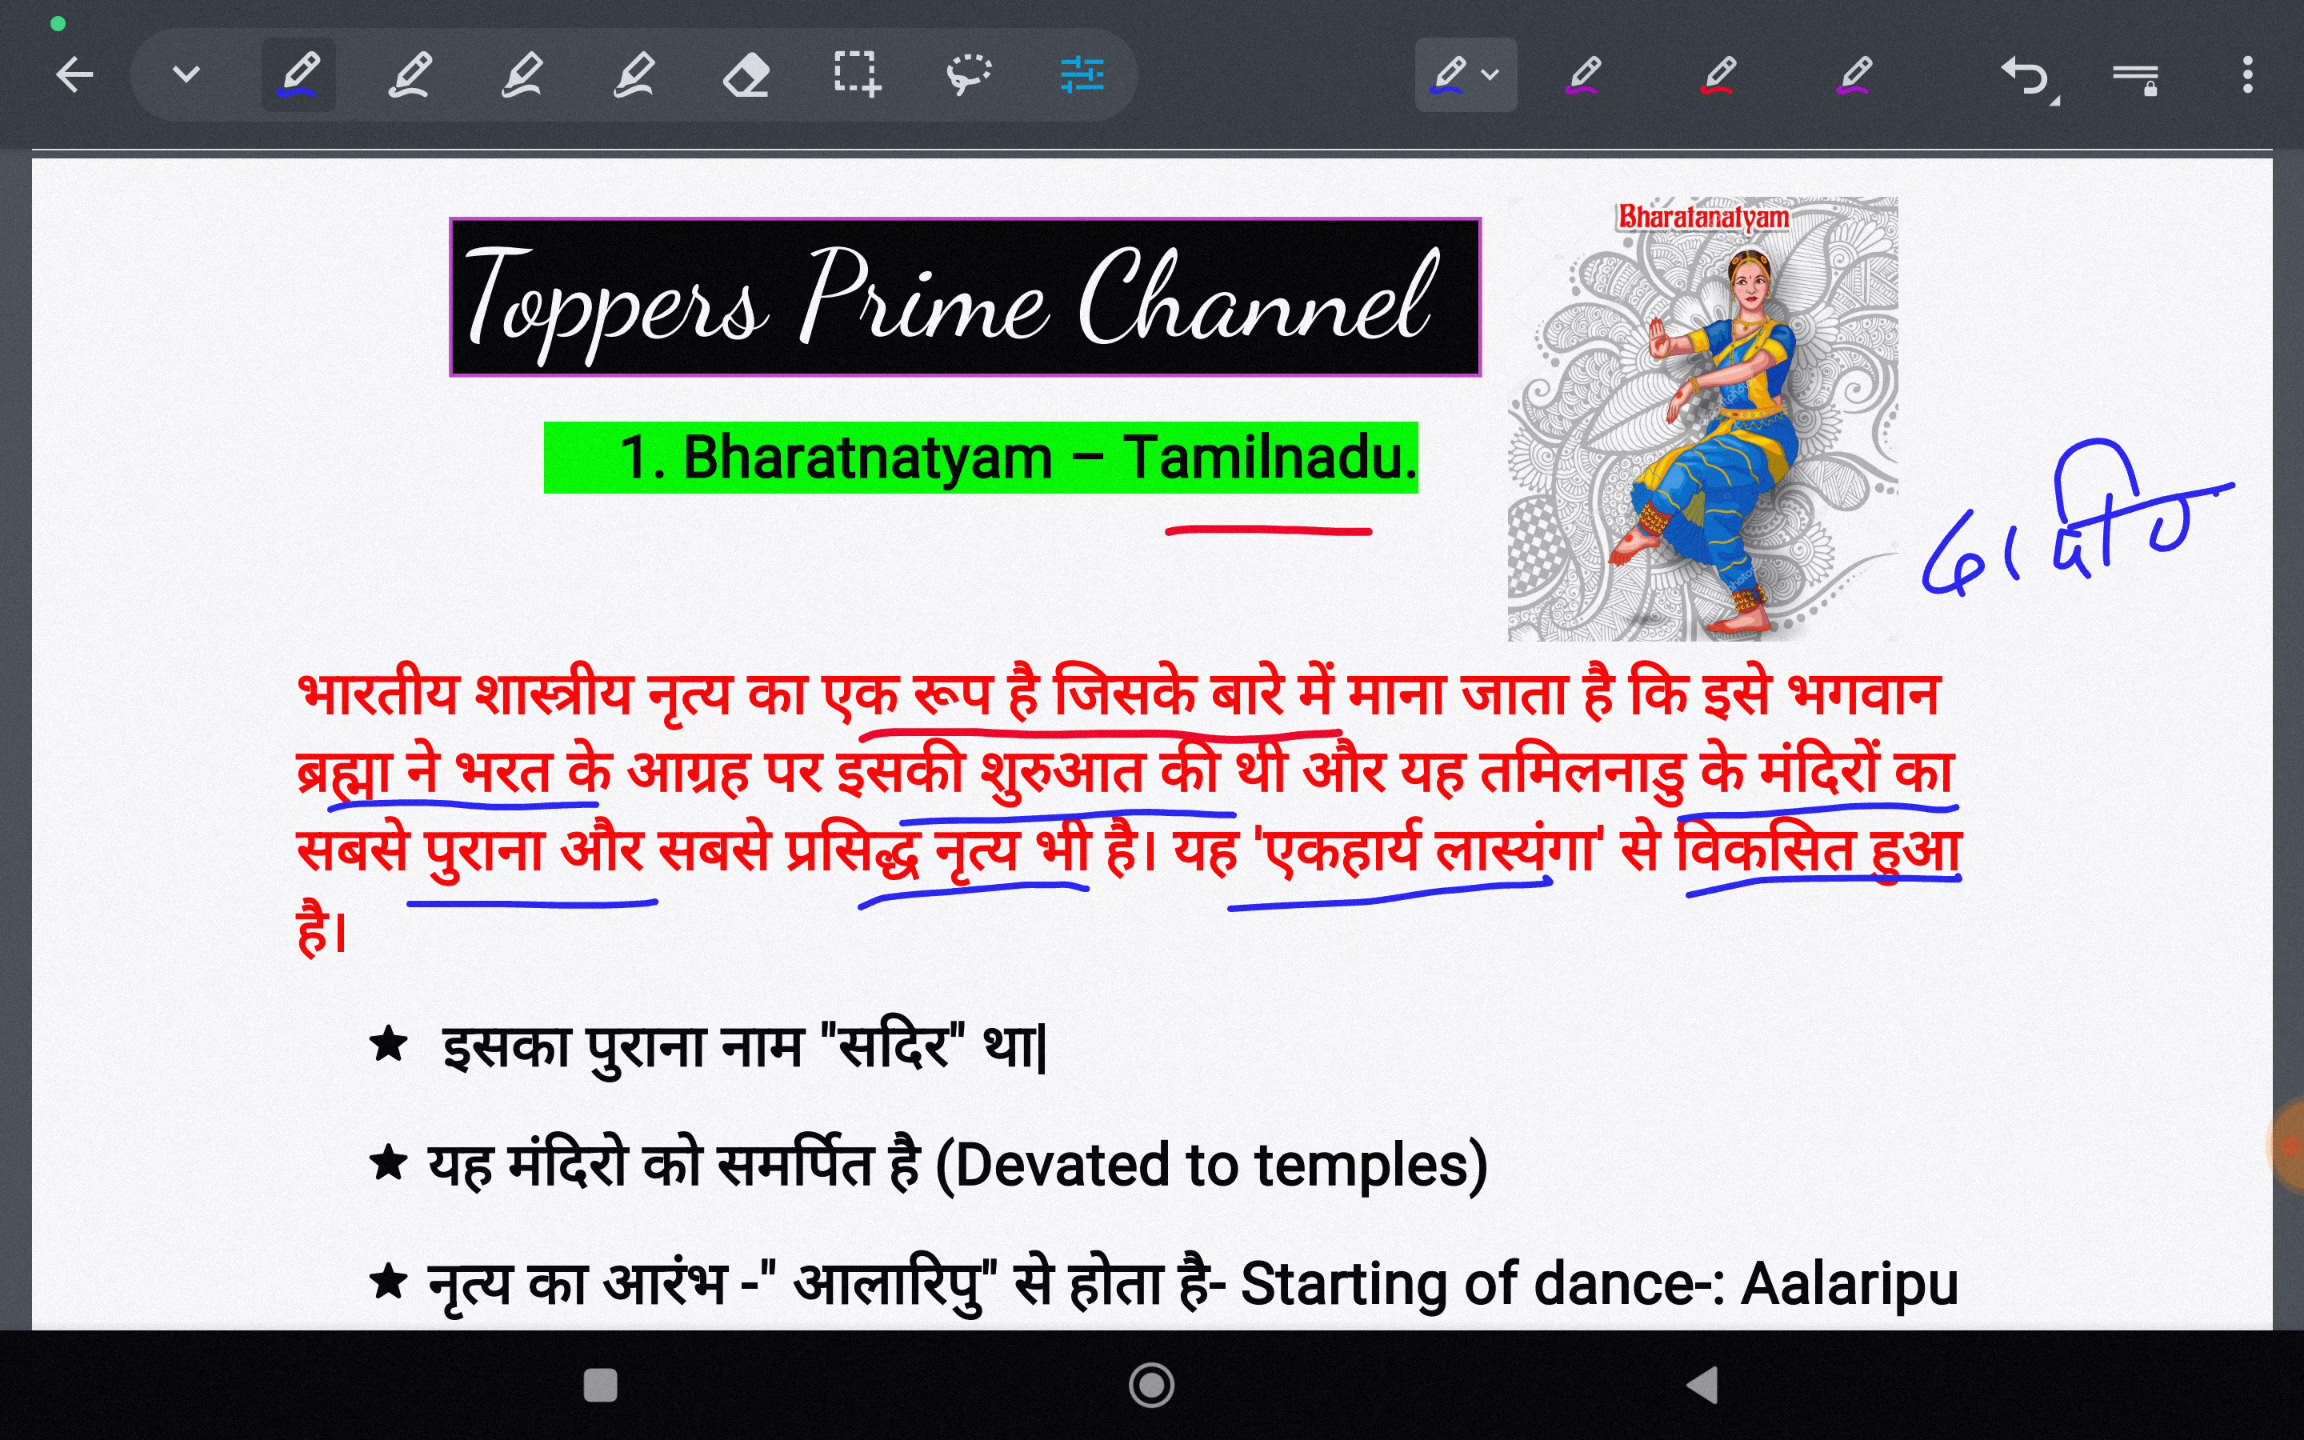 Bharatanatyam
Toppers Prime Channel
1. Bharatnatyam – Tamilnadu.
भारतीय शास्त्रीय नृत्य का एक रूप है जिसके बारे में माना जाता है कि इसे भगवान
ब्रह्मा ने भरत के आग्रह पर इसकी शुरुआत की थी और यह तमिलनाडु के मंदिरों का
सबसे पुराना और सबसे प्रसिद्ध नृत्य भी है। यह 'एकहार्य लास्यंगा' से विकसित हुआ
है।
★ इसका पुराना नाम "सदिर" था|
★ यह मंदिरो को समर्पित है (Devated to temples)
★ नृत्य का आरंभ -" आलारिपु" से होता है- Starting of dance-: Aalaripu